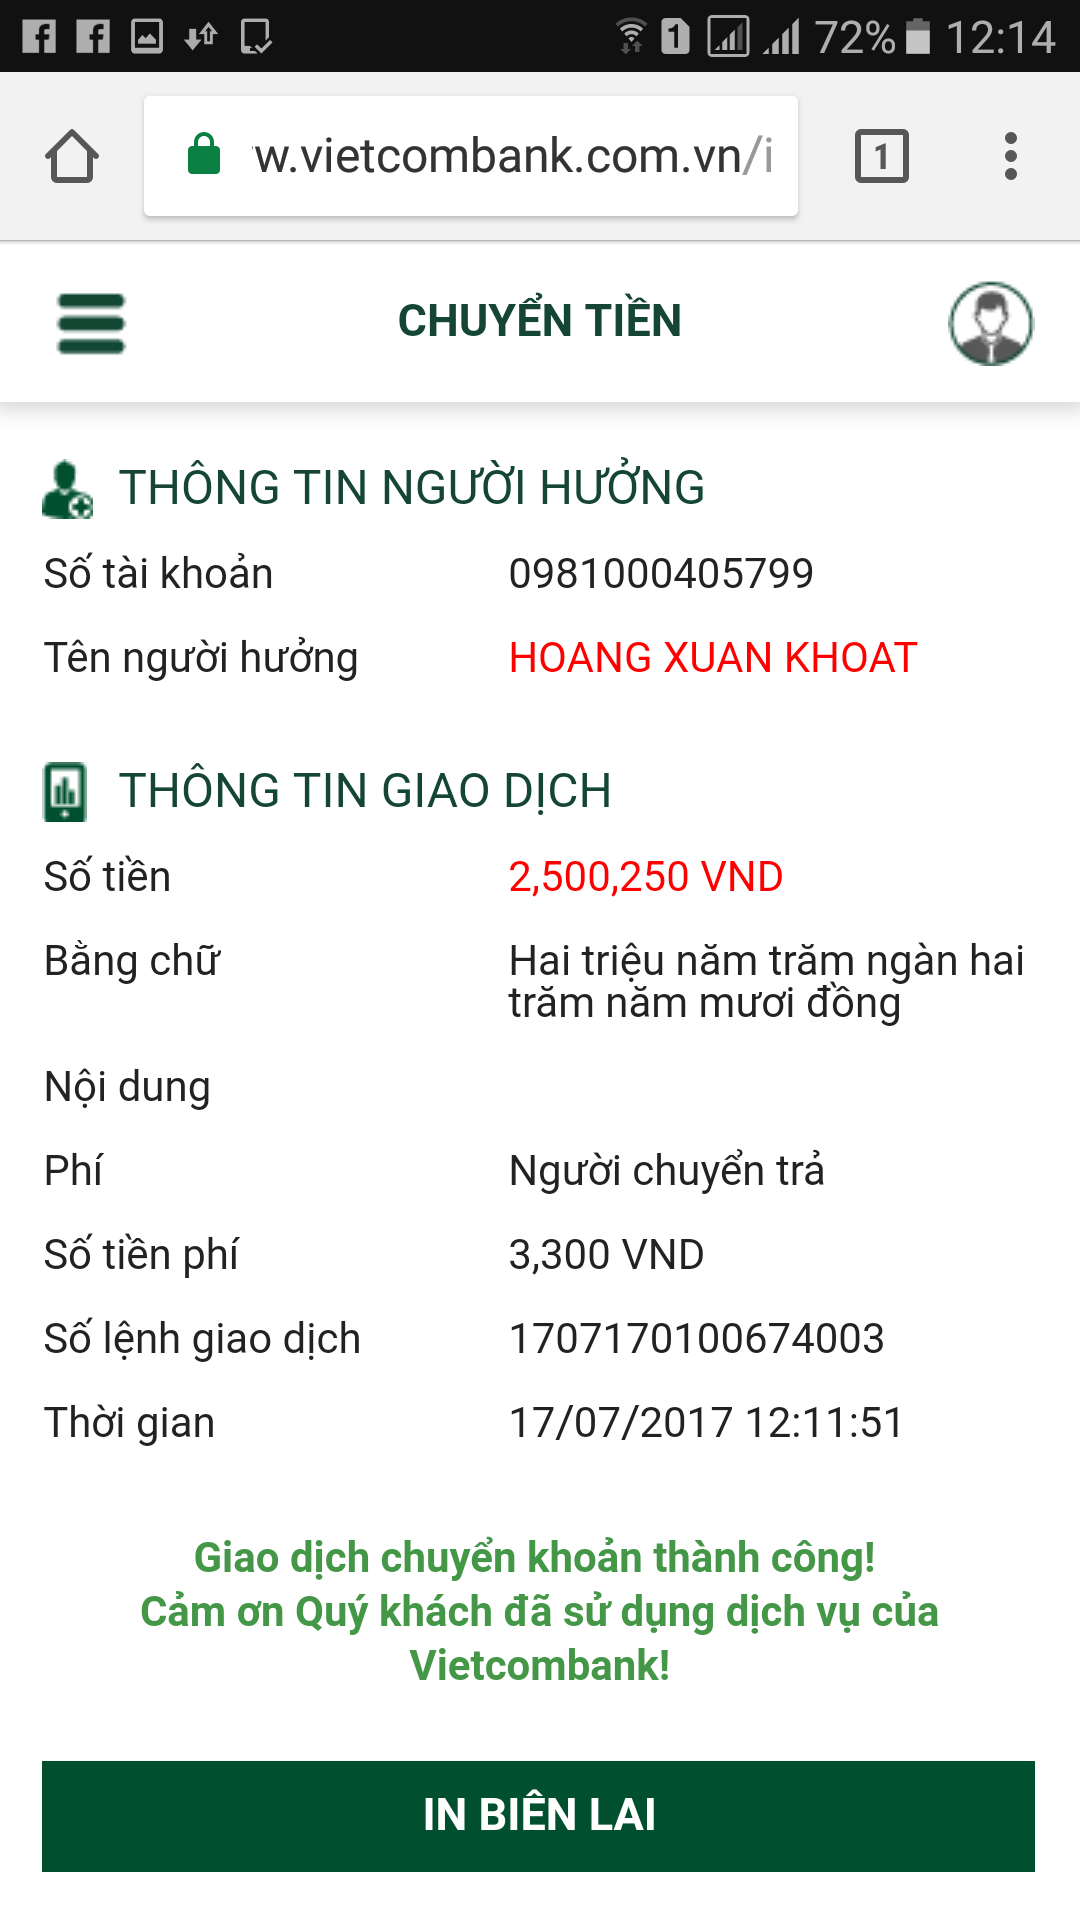 72% 12:14
w.vietcombank.com.vn/i
1
CHUYỂN TIỀN
THÔNG TIN NGƯỜI HƯỞNG
Số tài khoản 0981000405799
Tên người hưởng HOANG XUAN KHOAT
THÔNG TIN GIAO DỊCH
Số tiền 2,500,250 VND
Bằng chữ Hai triệu năm trăm ngàn hai
trăm năm mươi đồng
Nội dung
Phí Người chuyển trả
Số tiền phí 3,300 VND
Số lệnh giao dịch 1707170100674003
Thời gian 17/07/2017 12:11:51
Giao dịch chuyển khoản thành công!
Cảm ơn Quý khách đã sử dụng dịch vụ của
Vietcombank!
IN BIÊN LAI